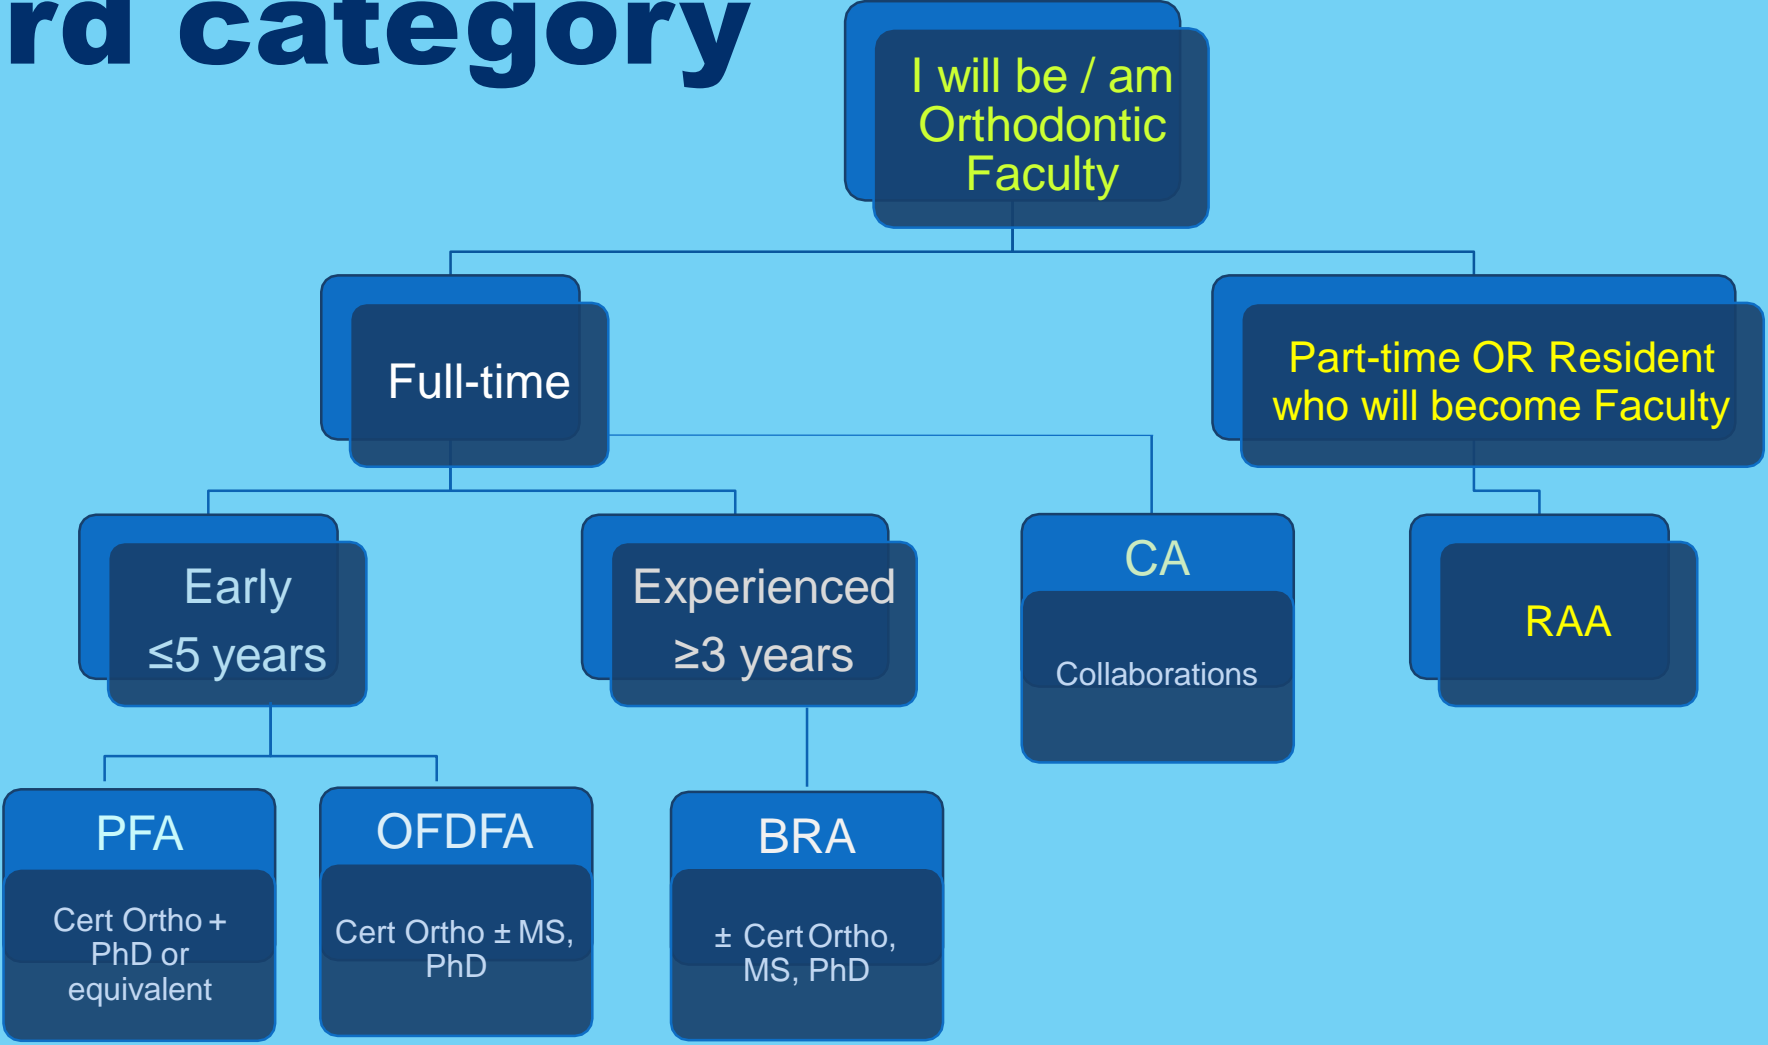 rd category
I will be / am
Orthodontic
Faculty
Full-time
Part-time OR Resident
who will become Faculty
Early
≤5 years
Experienced
≥3 years
CA
Collaborations
RAA
PFA
Cert Ortho +
PhD or
equivalent
OFDFA
Cert Ortho ± MS,
PhD
BRA
± Cert Ortho,
MS, PhD